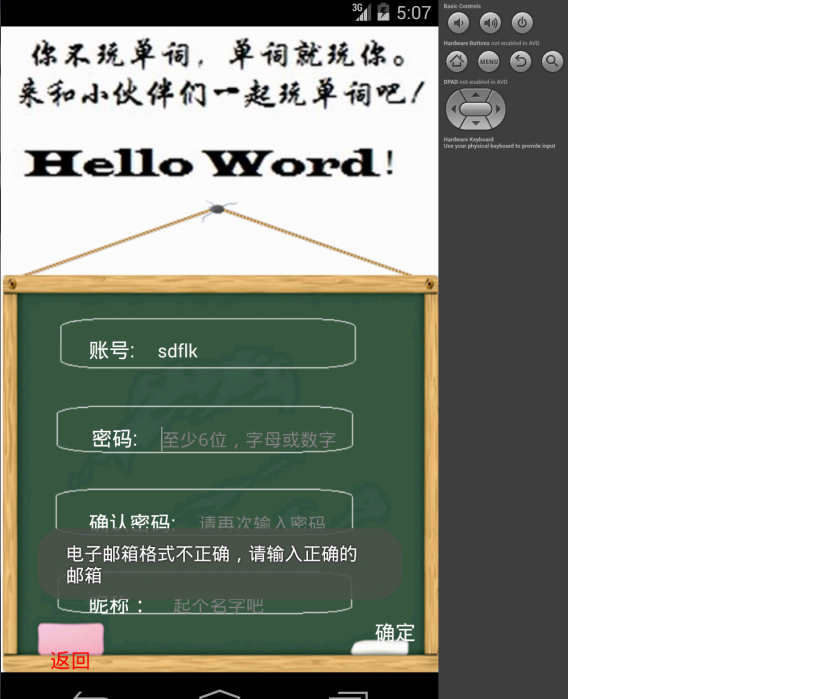 3G 5:07
你不玩单词，单词就玩你。
来和小伙伴们一起玩单词吧！
Hello Word!
账号: sdflk
密码: 至少6位，字母或数字
确认密码: 请再次输入密码
电子邮箱格式不正确，请输入正确的
邮箱
昵称： 起个名字吧
确定
返回
Basic Controls
Hardware Buttons not enabled in AVD
MENU
DPAD not enabled in AVD
Hardware Keyboard
Use your physical keyboard to provide input